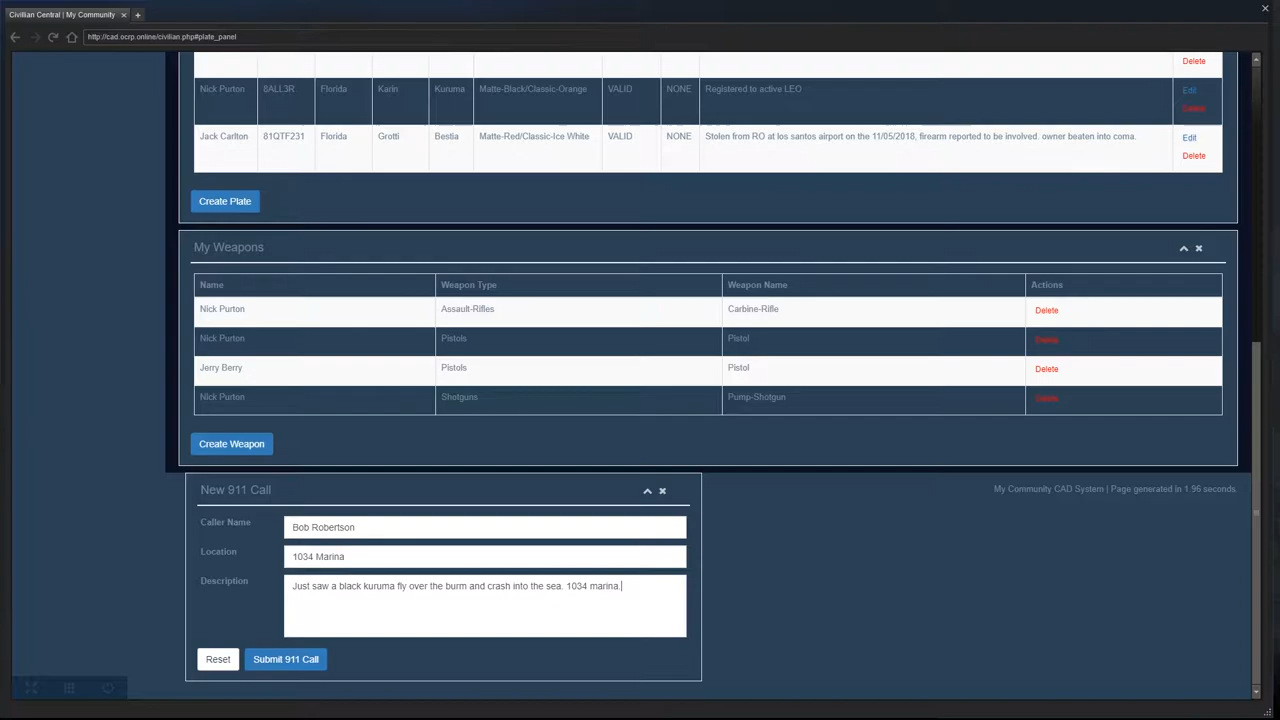 Civillian Central | My Community
http://cad.ocrp.online/civilian.php#plate_panel
Delete
Nick Purton 8ALL3R Florida Karin Kuruma Matte-Black/Classic-Orange VALID NONE Registered to active LEO Edit
Delete
Jack Carlton 81QTF231 Florida Grotti Bestia Matte-Red/Classic-Ice White VALID NONE Stolen from RO at los santos airport on the 11/05/2018, firearm reported to be involved. owner beaten into coma. Edit
Delete
Create Plate
My Weapons
Name Weapon Type Weapon Name Actions
Nick Purton Assault-Rifles Carbine-Rifle Delete
Nick Purton Pistols Pistol Delete
Jerry Berry Pistols Pistol Delete
Nick Purton Shotguns Pump-Shotgun Delete
Create Weapon
New 911 Call
My Community CAD System | Page generated in 1.96 seconds.
Caller Name Bob Robertson
Location 1034 Marina
Description Just saw a black kuruma fly over the burm and crash into the sea. 1034 marina.
Reset Submit 911 Call